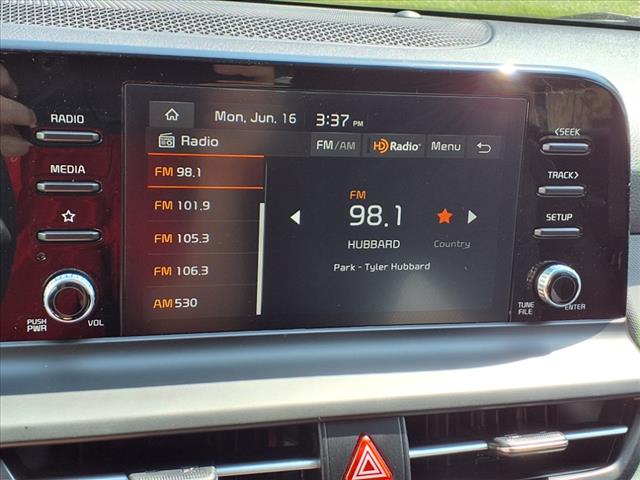 RADIO
MEDIA
PUSH
PWR
VOL
Mon, Jun. 16 3:37 PM
Radio FM/AM HD Radio Menu
FM 98.1
FM 101.9
FM 105.3
FM 106.3
AM 530
FM
98.1
HUBBARD Country
Park - Tyler Hubbard
<SEEK
TRACK>
SETUP
TUNE
FILE
ENTER